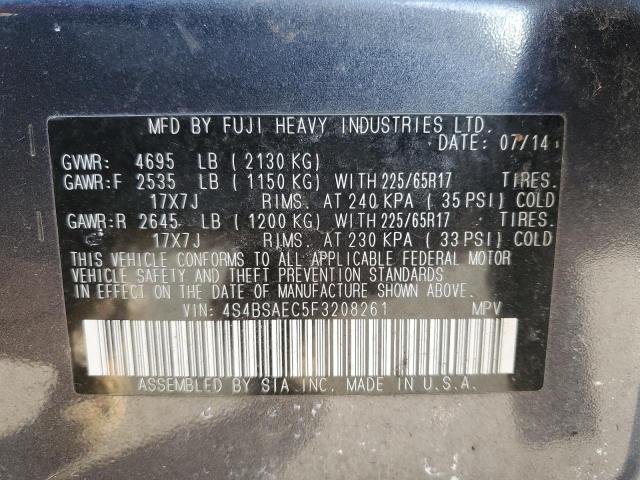 MFD BY FUJI HEAVY INDUSTRIES LTD.
DATE: 07/14
GVWR: 4695 LB (2130 KG)
GAWR:F 2535 LB (1150 KG) WITH 225/65R17 TIRES.
17X7J RIMS. AT 240 KPA (35 PSI) COLD
GAWR:R 2645 LB (1200 KG) WITH 225/65R17 TIRES.
17X7J RIMS. AT 230 KPA (33 PSI) COLD
THIS VEHICLE CONFORMS TO ALL APPLICABLE FEDERAL MOTOR
VEHICLE SAFETY AND THEFT PREVENTION STANDARDS
IN EFFECT ON THE DATE OF MANUFACTURE SHOWN ABOVE.
VIN: 4S4BSAEC5F3208261 MPV
ASSEMBLED BY SIA, INC. MADE IN U.S.A.